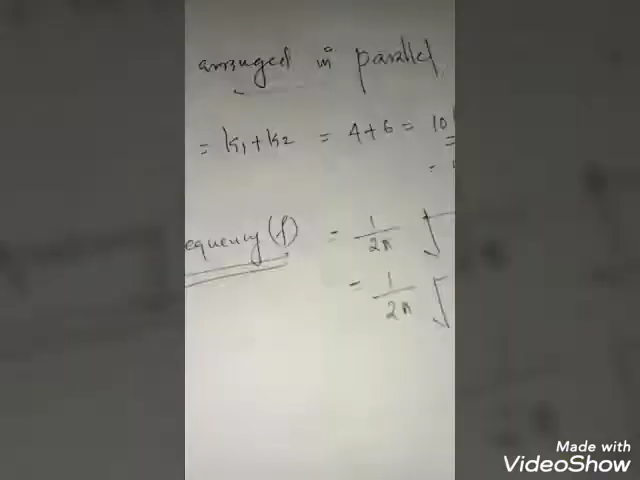 arranged in parallel
= K₁+K₂ = 4+6 = 10
=
equency (f) = 1/2π √
= 1/2π √
Made with
VideoShow